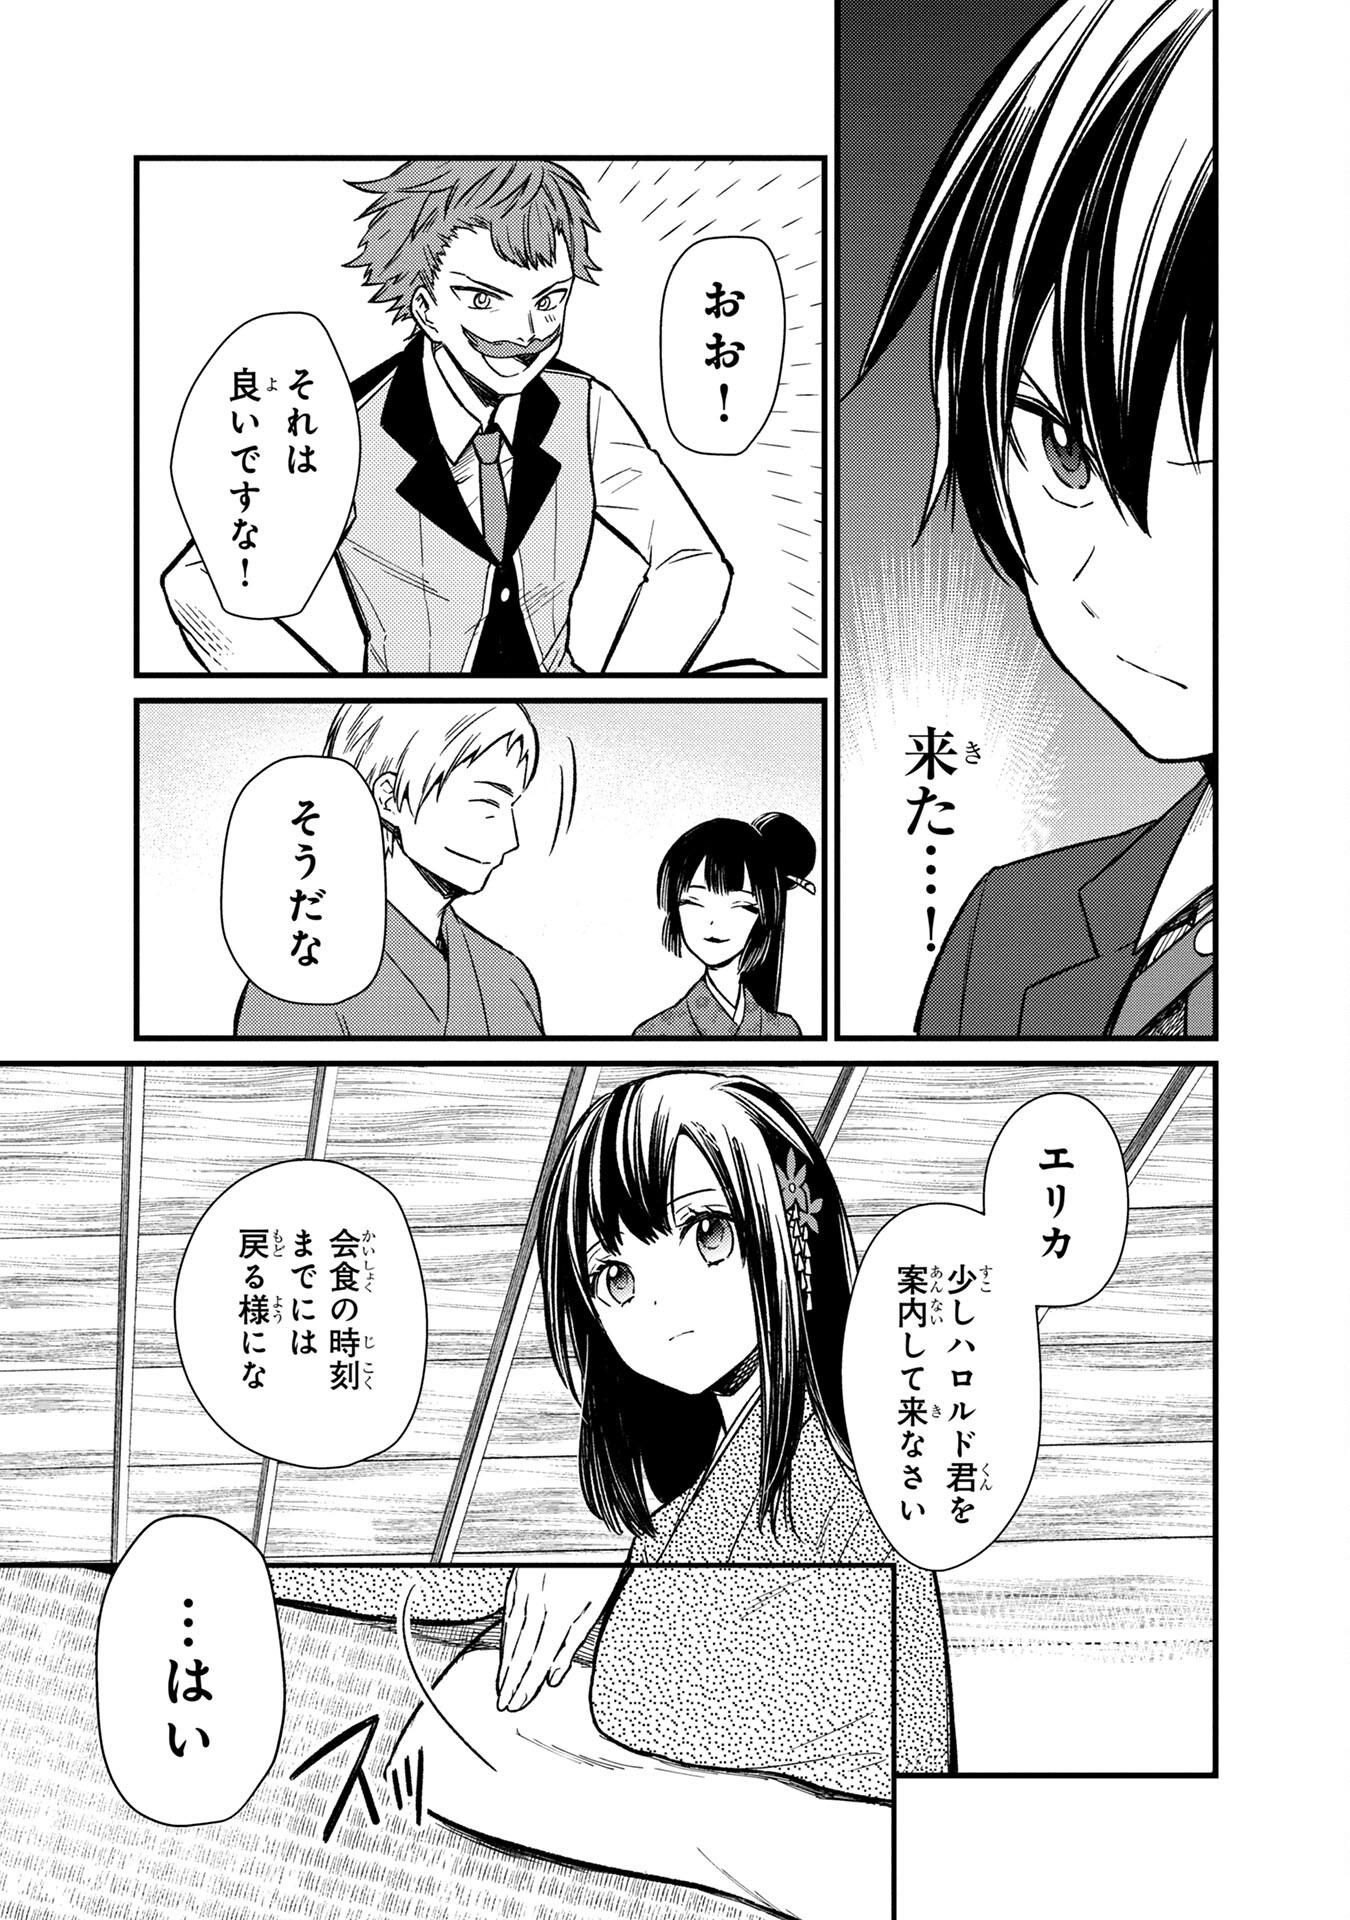 来た…！
おお！
それは
良いですな！
そうだな
エリカ
少しハロルド君を
案内して来なさい
会食の時刻
までには
戻る様にな
…はい
スッ